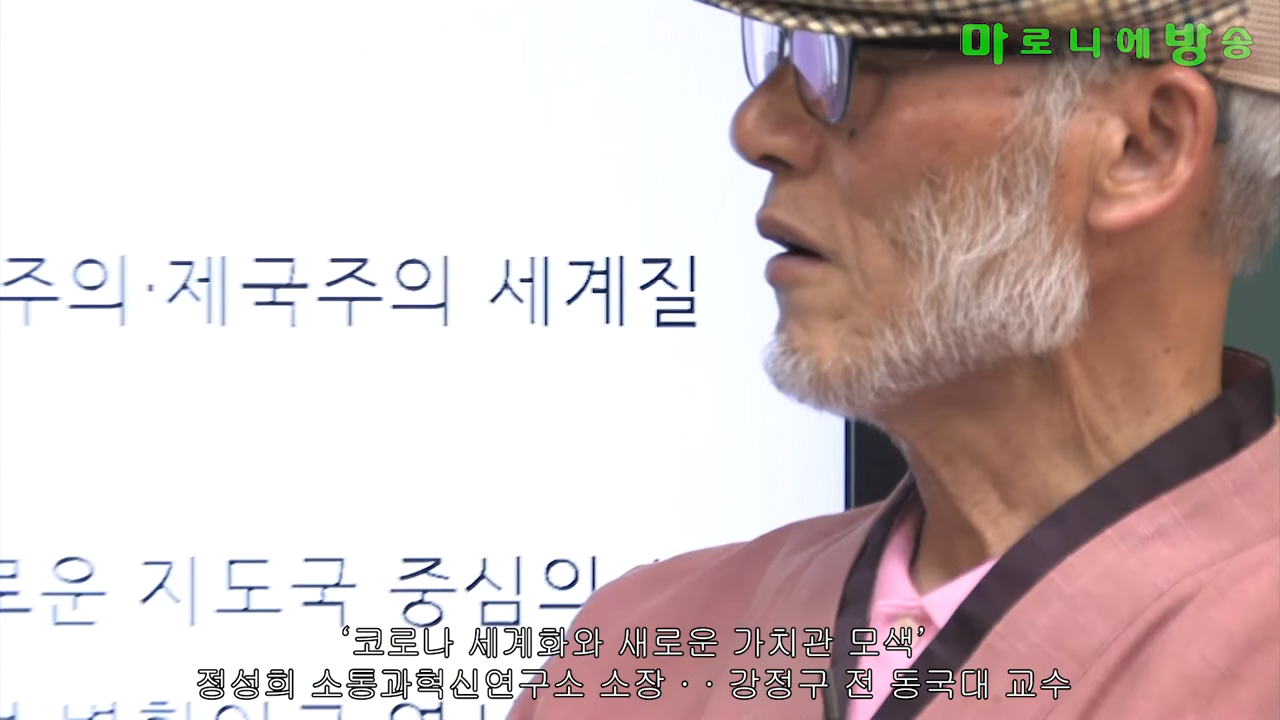 마로니에방송
주의·제국주의 세계질
로운 지도국 중심의
‘코로나 세계화와 새로운 가치관 모색’
정성희 소통과혁신연구소 소장 · · 강정구 전 동국대 교수